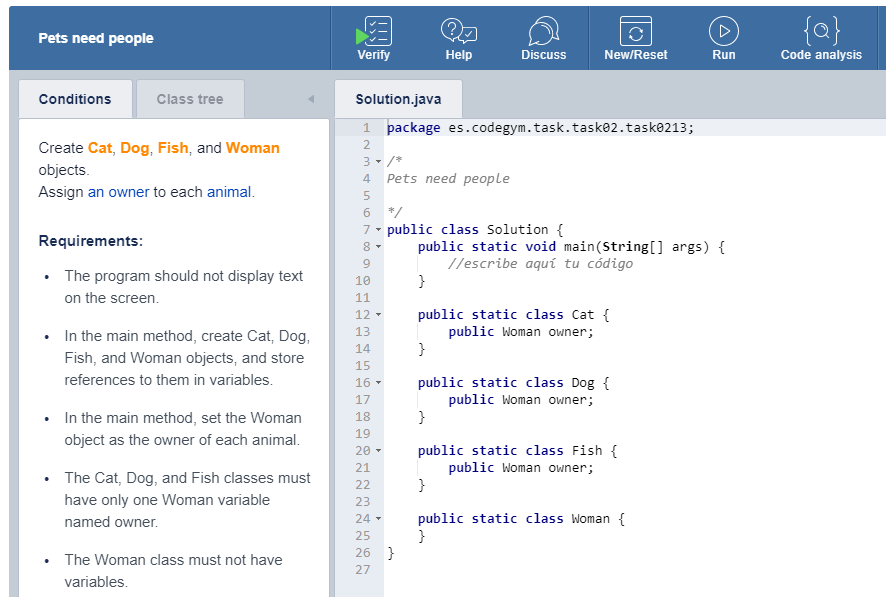 Pets need people
Verify
Help
Discuss
New/Reset
Run
Code analysis
Conditions
Class tree
Create Cat, Dog, Fish, and Woman
objects.
Assign an owner to each animal.
Requirements:
• The program should not display text
on the screen.
• In the main method, create Cat, Dog,
Fish, and Woman objects, and store
references to them in variables.
• In the main method, set the Woman
object as the owner of each animal.
• The Cat, Dog, and Fish classes must
have only one Woman variable
named owner.
• The Woman class must not have
variables.
Solution.java
1 package es.codegym.task.task02.task0213;
2
3 /*
4 Pets need people
5
6 */
7 public class Solution {
8 public static void main(String[] args) {
9 //escribe aquí tu código
10 }
11
12 public static class Cat {
13 public Woman owner;
14 }
15
16 public static class Dog {
17 public Woman owner;
18 }
19
20 public static class Fish {
21 public Woman owner;
22 }
23
24 public static class Woman {
25 }
26 }
27